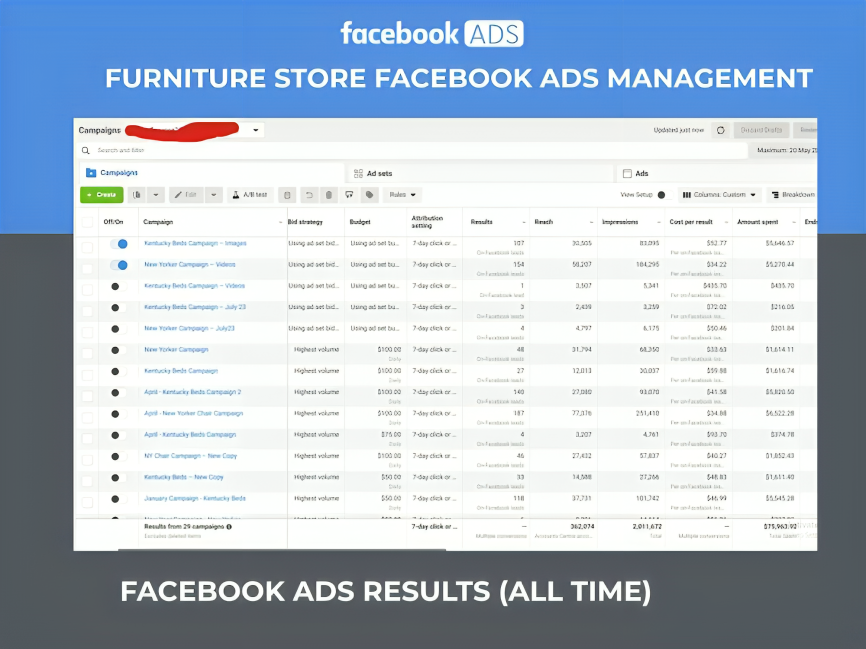 facebook ADS
FURNITURE STORE FACEBOOK ADS MANAGEMENT
Campaigns
Updated just now
Discard Drafts
Search and filter
Maximum: 20 May 2
Campaigns
Ad sets
Ads
+ Create
Edit
A/B test
Rules
View Setup
Columns: Custom
Breakdown
Off/On Campaign Bid strategy Budget Attribution setting Results Reach Impressions Cost per result Amount spent Ends
Kentucky Beds Campaign – Images Using ad set bid... Using ad set bu... 7-day click or ... 107 83,095 $52.77 $5,646.57
On-Facebook leads Per on-Facebook lea...
New Yorker Campaign – Videos Using ad set bid... Using ad set bu... 7-day click or ... 154 184,295 $34.22 $5,270.44
On-Facebook leads Per on-Facebook lea...
Kentucky Beds Campaign – Videos Using ad set bid... Using ad set bu... 7-day click or ... 1 3,507 5,341 $435.70 $435.70
On-Facebook lead Per on-Facebook lea...
Kentucky Beds Campaign - July 23 Using ad set bid... Using ad set bu... 7-day click or ... 3 2,439 3,259 $72.02 $216.05
On-Facebook leads Per on-Facebook lea...
New Yorker Campaign – July23 Using ad set bid... Using ad set bu... 7-day click or ... 4 4,797 6,175 $50.46 $201.84
On-Facebook leads Per on-Facebook lea...
New Yorker Campaign Highest volume $100.00 7-day click or ... 48 31,794 68,350 $33.63 $1,614.11
Daily On-Facebook leads Per on-Facebook lea...
Kentucky Beds Campaign Highest volume $100.00 7-day click or ... 27 12,013 30,037 $59.88 $1,616.74
Daily On-Facebook leads Per on-Facebook lea...
April - Kentucky Beds Campaign 2 Highest volume $100.00 7-day click or ... 140 93,070 $41.58 $5,820.60
Daily On-Facebook leads Per on-Facebook lea...
April - New Yorker Chair Campaign Highest volume $100.00 7-day click or ... 187 251,410 $34.88 $6,522.28
Daily On-Facebook leads Per on-Facebook lea...
April - Kentucky Beds Campaign Highest volume $75.00 7-day click or ... 4 3,207 4,761 $93.70 $374.78
Daily On-Facebook leads Per on-Facebook lea...
NY Chair Campaign – New Copy Highest volume $100.00 7-day click or ... 46 27,432 57,837 $40.27 $1,852.43
Daily On-Facebook leads Per on-Facebook lea...
Kentucky Beds – New Copy Highest volume $50.00 7-day click or ... 33 14,588 27,266 $48.83 $1,611.40
Daily On-Facebook leads Per on-Facebook lea...
January Campaign - Kentucky Beds Highest volume $50.00 7-day click or ... 118 37,731 101,742 $46.99 $5,545.28
Daily On-Facebook leads Per on-Facebook lea...
Results from 29 campaigns 7-day click or ... — 362,074 2,011,672 — $75,963.92
Excludes deleted items Multiple conversions Accounts Centre acco... Total Multiple conversions Total Spent
FACEBOOK ADS RESULTS (ALL TIME)